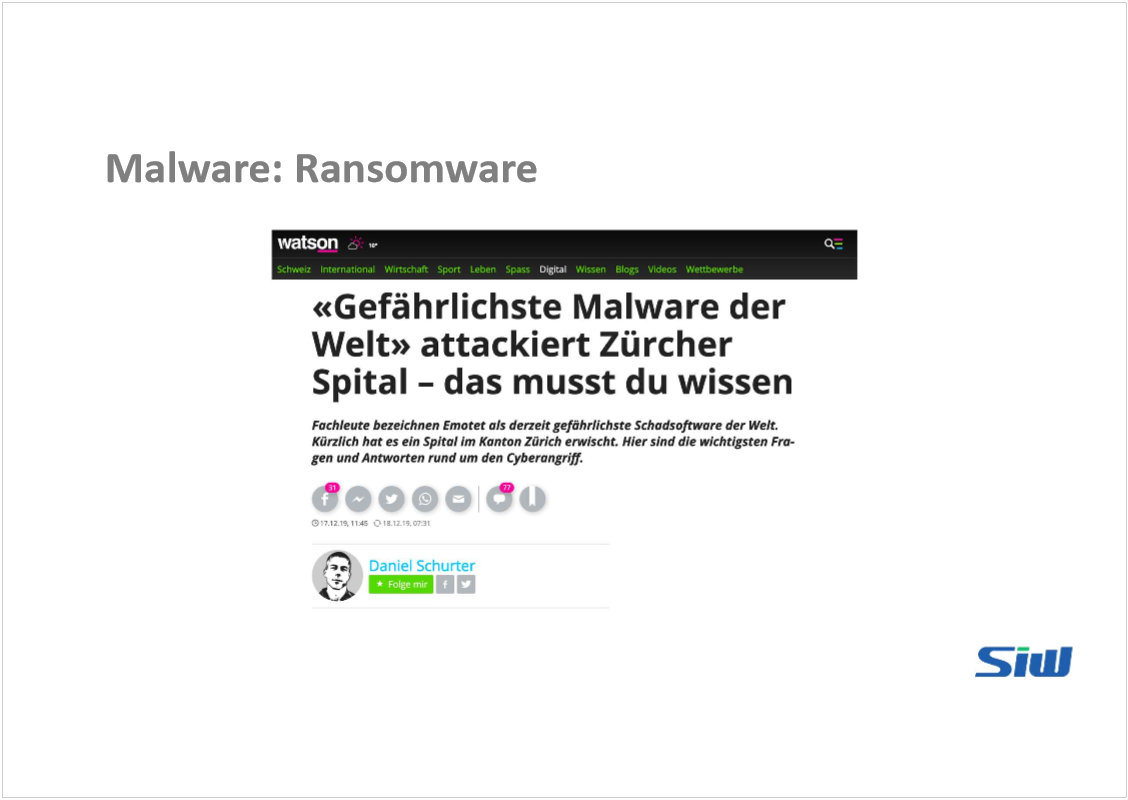 Malware: Ransomware
watson 10°
Schweiz International Wirtschaft Sport Leben Spass Digital Wissen Blogs Videos Wettbewerbe
«Gefährlichste Malware der
Welt» attackiert Zürcher
Spital – das musst du wissen
Fachleute bezeichnen Emotet als derzeit gefährlichste Schadsoftware der Welt.
Kürzlich hat es ein Spital im Kanton Zürich erwischt. Hier sind die wichtigsten Fra-
gen und Antworten rund um den Cyberangriff.
31 77
17.12.19, 11:45 18.12.19, 07:31
Daniel Schurter
Folge mir
SiW